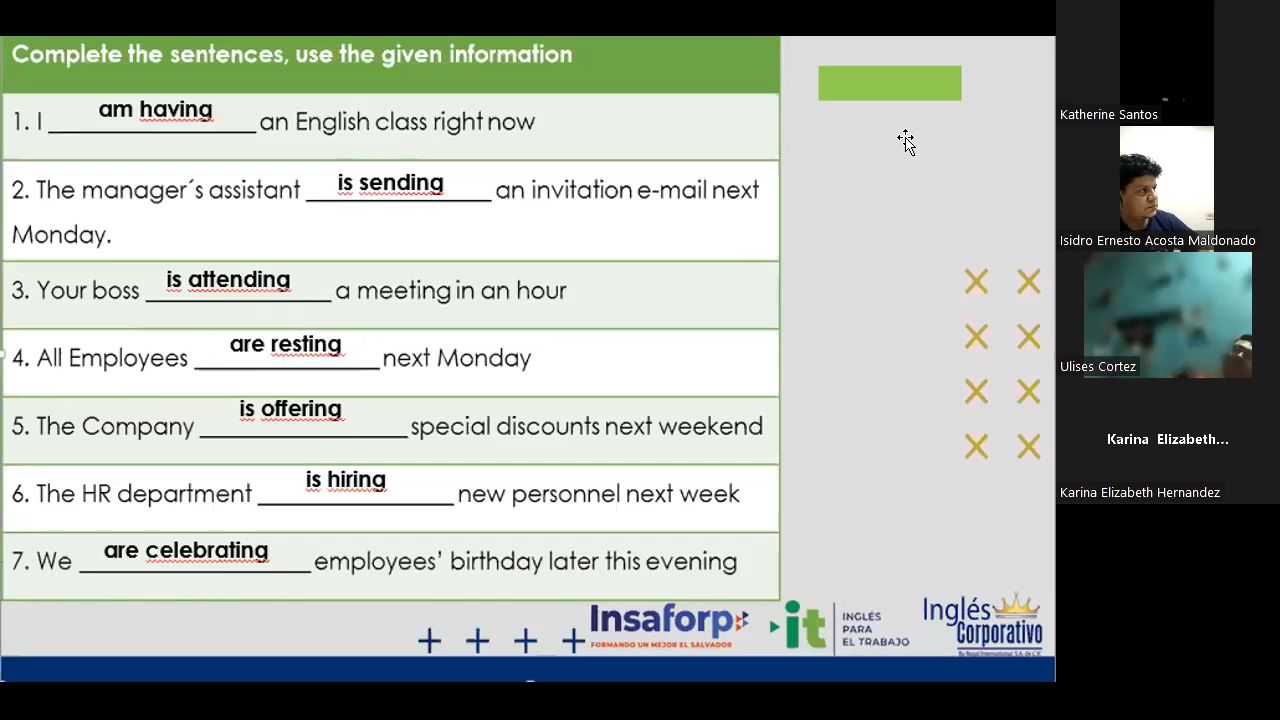 Complete the sentences, use the given information
1. I am having an English class right now
2. The manager´s assistant is sending an invitation e-mail next
Monday.
3. Your boss is attending a meeting in an hour
4. All Employees are resting next Monday
5. The Company is offering special discounts next weekend
6. The HR department is hiring new personnel next week
7. We are celebrating employees’ birthday later this evening
Insaforp
FORMANDO UN MEJOR EL SALVADOR
it
INGLÉS
PARA
EL TRABAJO
Inglés
Corporativo
By Regal International, S.A. de C.V.
Katherine Santos
Isidro Ernesto Acosta Maldonado
Ulises Cortez
Karina Elizabeth...
Karina Elizabeth Hernandez